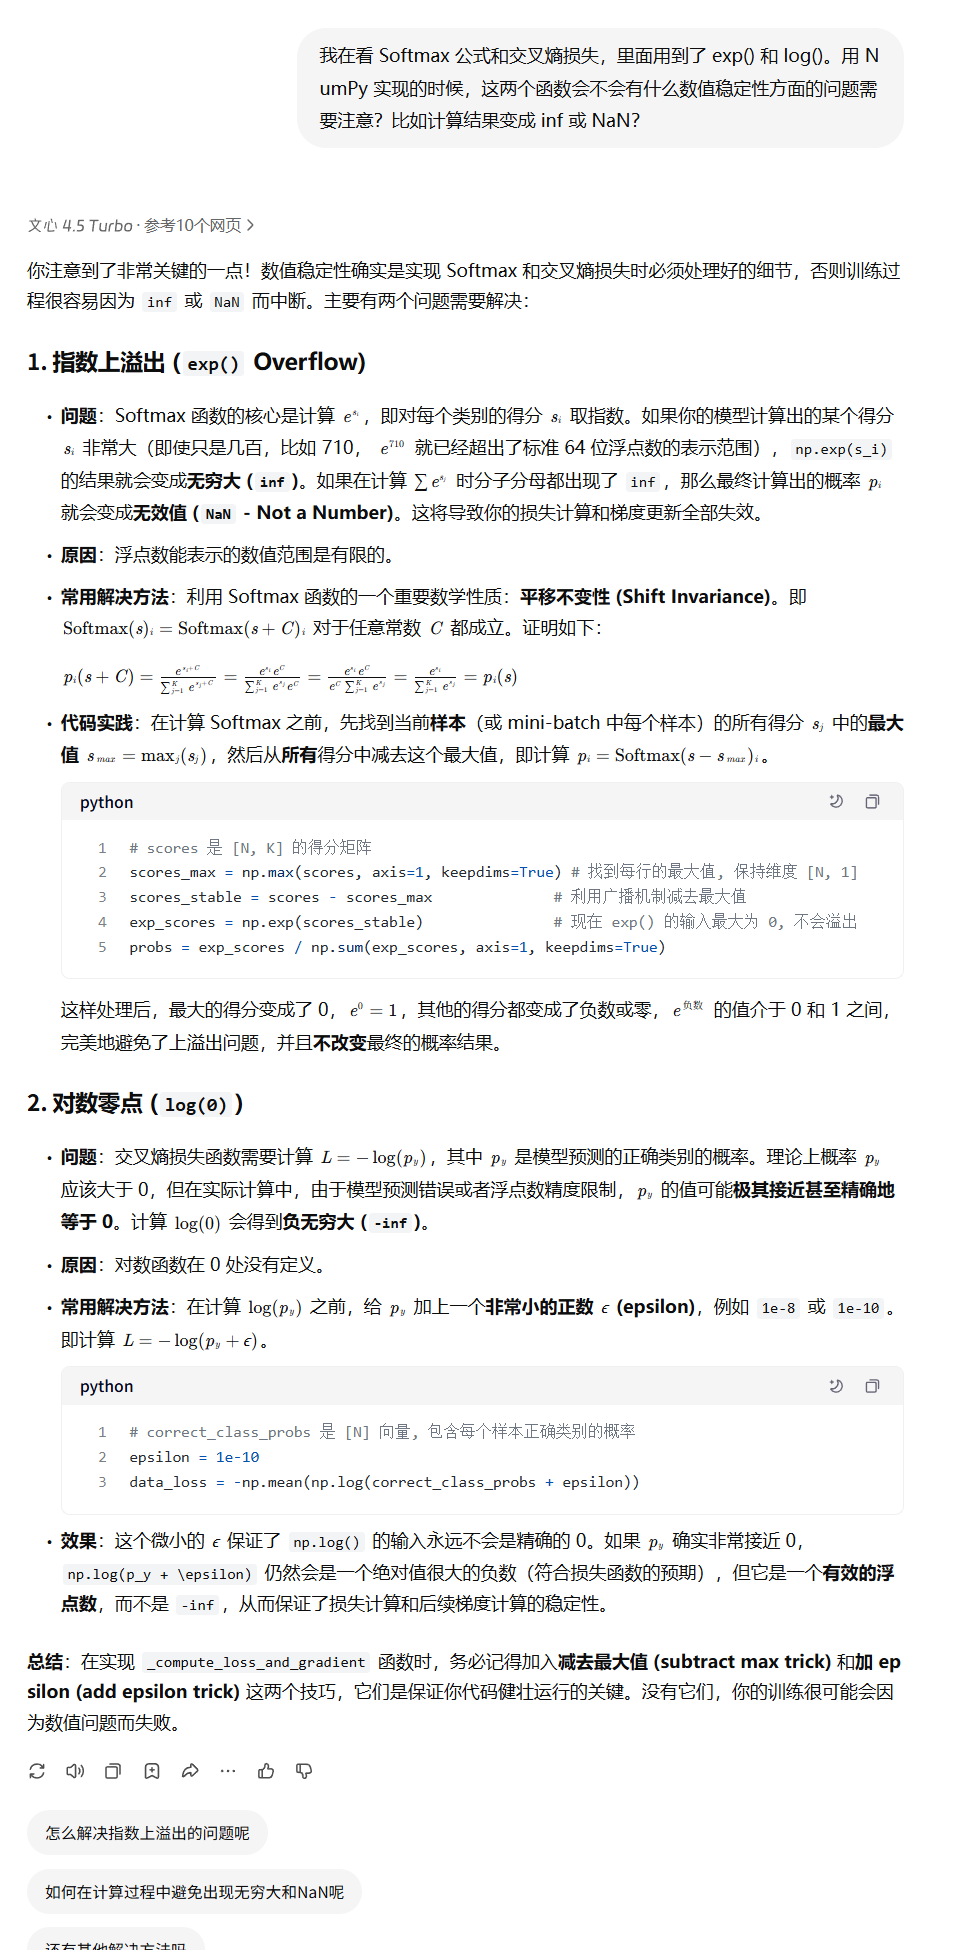 我在看 Softmax 公式和交叉熵损失，里面用到了 exp() 和 log()。用 N
umPy 实现的时候，这两个函数会不会有什么数值稳定性方面的问题需
要注意？比如计算结果变成 inf 或 NaN？
文心 4.5 Turbo · 参考10个网页 >
你注意到了非常关键的一点！数值稳定性确实是实现 Softmax 和交叉熵损失时必须处理好的细节，否则训练过
程很容易因为 inf 或 NaN 而中断。主要有两个问题需要解决：
1. 指数上溢出 (exp() Overflow)
• 问题：Softmax 函数的核心是计算 e^{s_i}，即对每个类别的得分 s_i 取指数。如果你的模型计算出的某个得分
s_i 非常大（即使只是几百，比如 710，e^{710} 就已经超出了标准 64 位浮点数的表示范围），np.exp(s_i)
的结果就会变成无穷大 (inf)。如果在计算 ∑e^{s_j} 时分子分母都出现了 inf，那么最终计算出的概率 p_i
就会变成无效值 (NaN - Not a Number)。这将导致你的损失计算和梯度更新全部失效。
• 原因：浮点数能表示的数值范围是有限的。
• 常用解决方法：利用 Softmax 函数的一个重要数学性质：平移不变性 (Shift Invariance)。即
Softmax(s)_i = Softmax(s + C)_i 对于任意常数 C 都成立。证明如下：
p_i(s + C) = \frac{e^{s_i+C}}{\sum_{j=1}^{K} e^{s_j+C}} = \frac{e^{s_i}e^C}{\sum_{j=1}^{K} e^{s_j}e^C} = \frac{e^{s_i}e^C}{e^C \sum_{j=1}^{K} e^{s_j}} = \frac{e^{s_i}}{\sum_{j=1}^{K} e^{s_j}} = p_i(s)
• 代码实践：在计算 Softmax 之前，先找到当前样本（或 mini-batch 中每个样本）的所有得分 s_j 中的最大
值 s_{max} = max_j(s_j)，然后从所有得分中减去这个最大值，即计算 p_i = Softmax(s − s_{max})_i。
python
1 # scores 是 [N, K] 的得分矩阵
2 scores_max = np.max(scores, axis=1, keepdims=True) # 找到每行的最大值, 保持维度 [N, 1]
3 scores_stable = scores - scores_max # 利用广播机制减去最大值
4 exp_scores = np.exp(scores_stable) # 现在 exp() 的输入最大为 0, 不会溢出
5 probs = exp_scores / np.sum(exp_scores, axis=1, keepdims=True)
这样处理后，最大的得分变成了 0，e^0 = 1，其他的得分都变成了负数或零，e^{负数} 的值介于 0 和 1 之间，
完美地避免了上溢出问题，并且不改变最终的概率结果。
2. 对数零点 (log(0))
• 问题：交叉熵损失函数需要计算 L = − log(p_y)，其中 p_y 是模型预测的正确类别的概率。理论上概率 p_y
应该大于 0，但在实际计算中，由于模型预测错误或者浮点数精度限制，p_y 的值可能极其接近甚至精确地
等于 0。计算 log(0) 会得到负无穷大 (-inf)。
• 原因：对数函数在 0 处没有定义。
• 常用解决方法：在计算 log(p_y) 之前，给 p_y 加上一个非常小的正数 ϵ (epsilon)，例如 1e-8 或 1e-10。
即计算 L = − log(p_y + ϵ)。
python
1 # correct_class_probs 是 [N] 向量, 包含每个样本正确类别的概率
2 epsilon = 1e-10
3 data_loss = -np.mean(np.log(correct_class_probs + epsilon))
• 效果：这个微小的 ϵ 保证了 np.log() 的输入永远不会是精确的 0。如果 p_y 确实非常接近 0，
np.log(p_y + \epsilon) 仍然会是一个绝对值很大的负数（符合损失函数的预期），但它是一个有效的浮
点数，而不是 -inf，从而保证了损失计算和后续梯度计算的稳定性。
总结：在实现 _compute_loss_and_gradient 函数时，务必记得加入减去最大值 (subtract max trick) 和加 ep
silon (add epsilon trick) 这两个技巧，它们是保证你代码健壮运行的关键。没有它们，你的训练很可能会因
为数值问题而失败。
怎么解决指数上溢出的问题呢
如何在计算过程中避免出现无穷大和NaN呢
还有其他解决方法吗